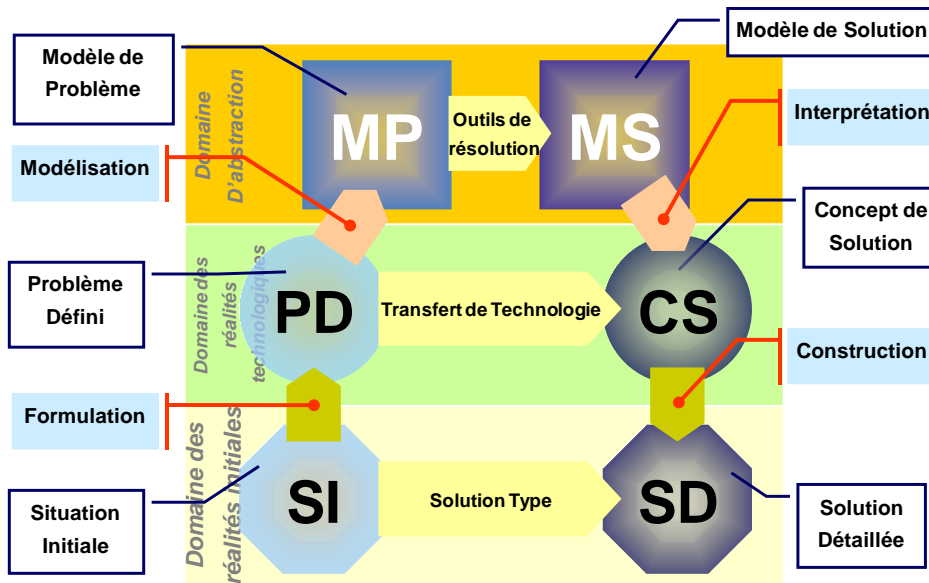 Modèle de
Problème
Modèle de Solution
Domaine
D'abstraction
MP
Outils de
résolution
MS
Interprétation
Modélisation
Concept de
Solution
Problème
Défini
Domaine des
réalités
technologiques
PD
Transfert de Technologie
CS
Construction
Formulation
Domaine des
réalités Initiales
SI
Solution Type
SD
Situation
Initiale
Solution
Détaillée